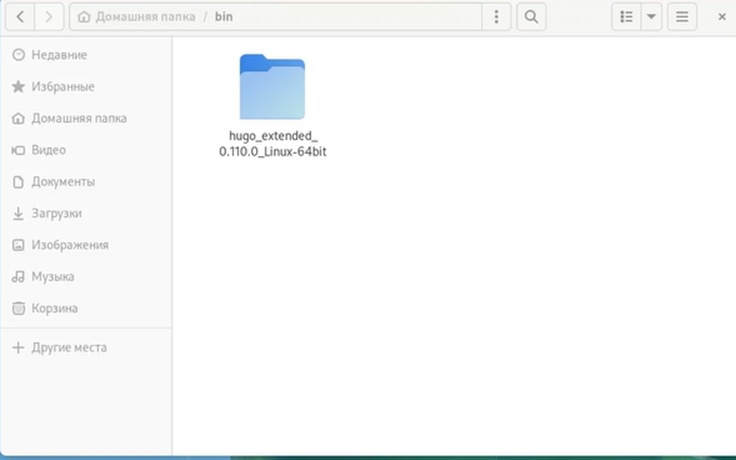 Домашняя папка / bin
Недавние
Избранные
Домашняя папка
Видео
Документы
Загрузки
Изображения
Музыка
Корзина
Другие места
hugo_extended_
0.110.0_Linux-64bit